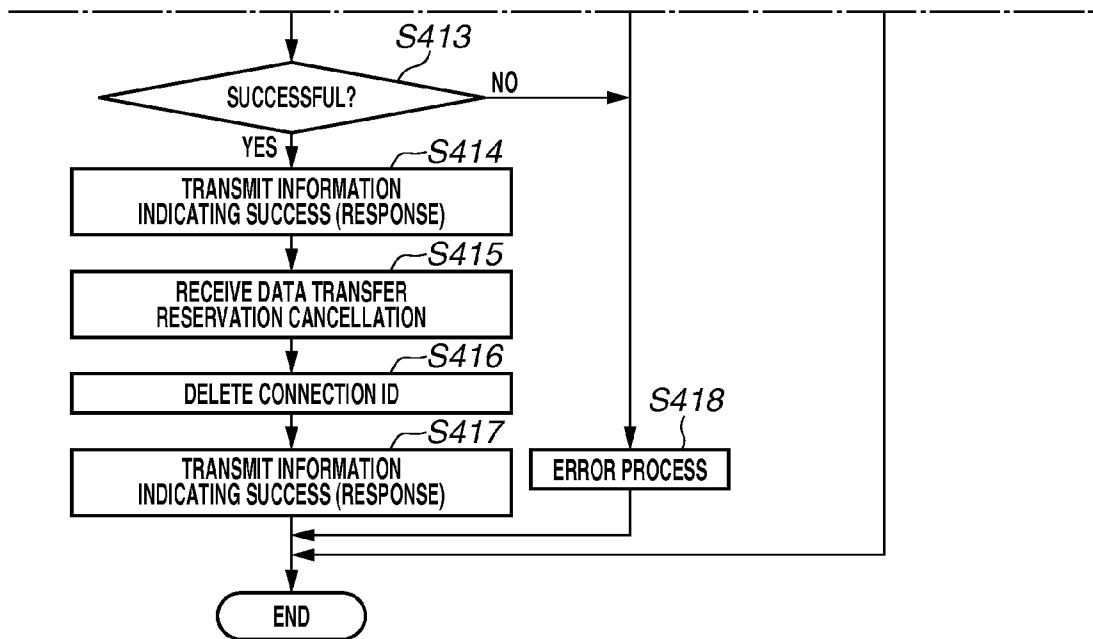 S413
SUCCESSFUL?
NO
YES
S414
TRANSMIT INFORMATION
INDICATING SUCCESS (RESPONSE)
S415
RECEIVE DATA TRANSFER
RESERVATION CANCELLATION
S416
DELETE CONNECTION ID
S417
TRANSMIT INFORMATION
INDICATING SUCCESS (RESPONSE)
S418
ERROR PROCESS
END